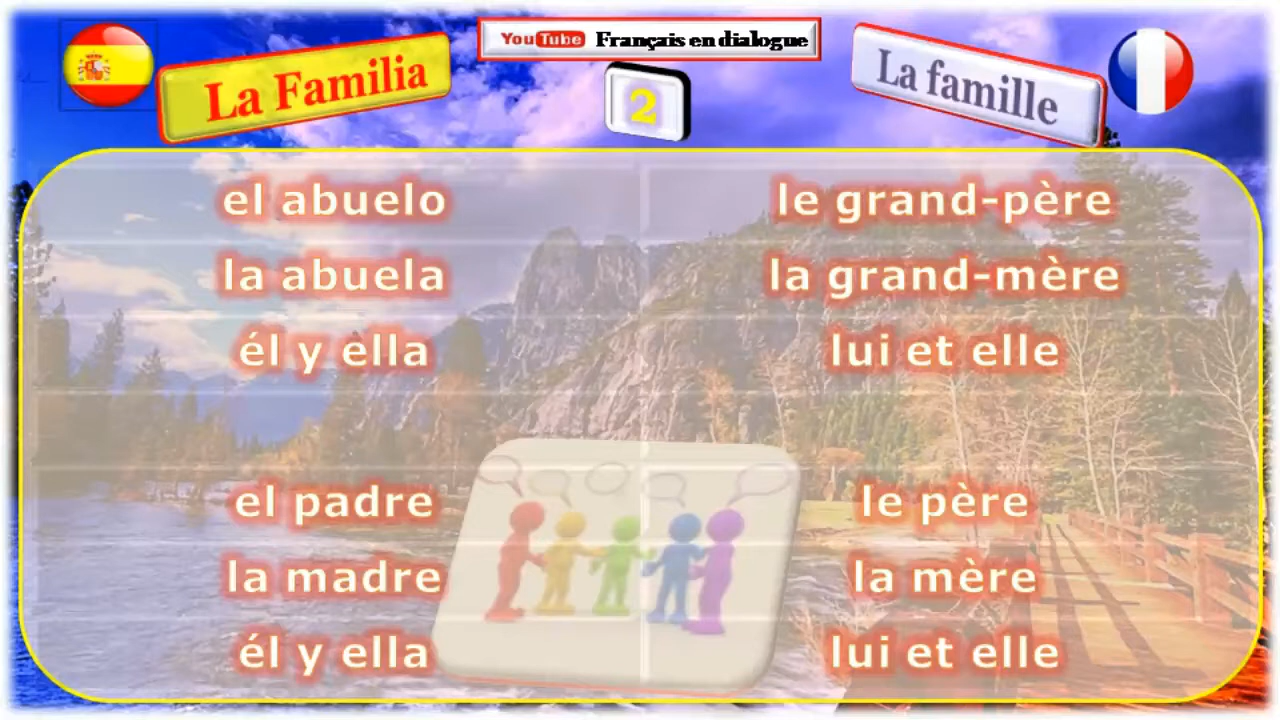 La Familia
YouTube Français en dialogue
2
La famille
el abuelo le grand-père
la abuela la grand-mère
él y ella lui et elle
el padre le père
la madre la mère
él y ella lui et elle